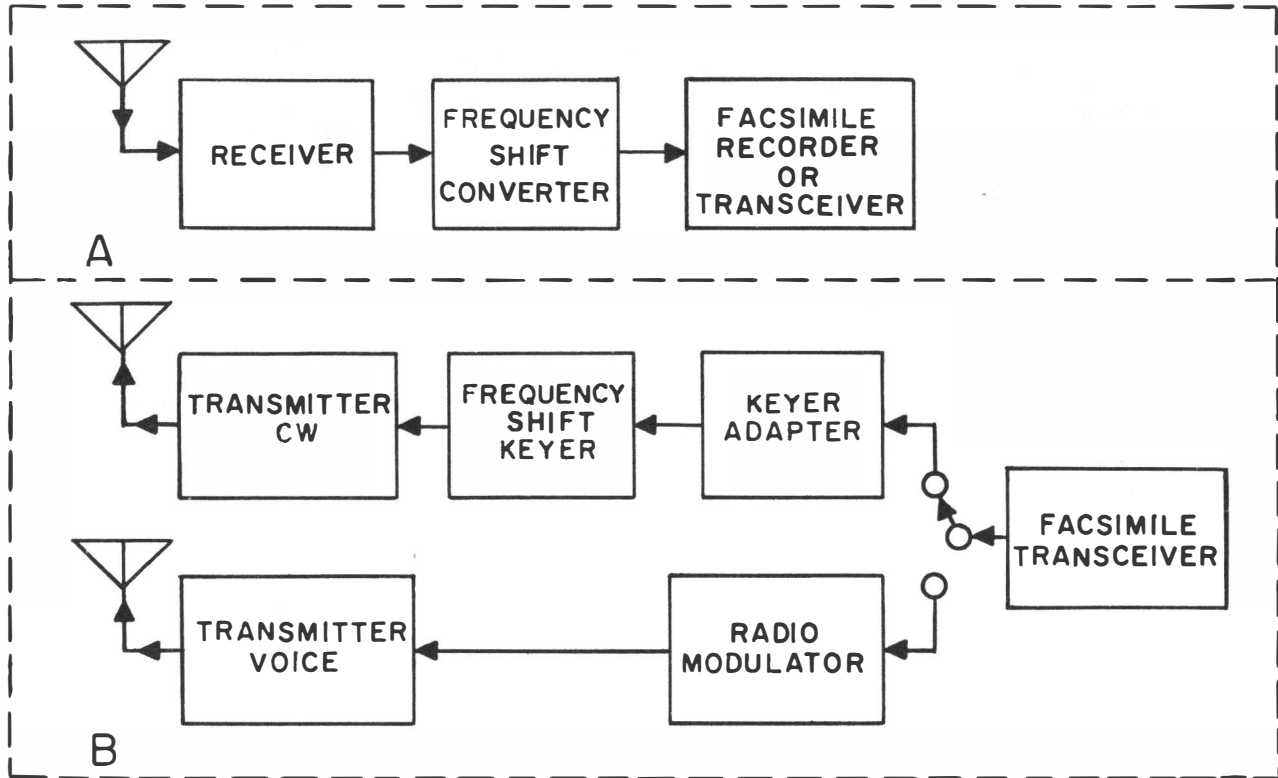 RECEIVER
FREQUENCY
SHIFT
CONVERTER
FACSIMILE
RECORDER
OR
TRANSCEIVER
A
TRANSMITTER
CW
FREQUENCY
SHIFT
KEYER
KEYER
ADAPTER
FACSIMILE
TRANSCEIVER
TRANSMITTER
VOICE
RADIO
MODULATOR
B